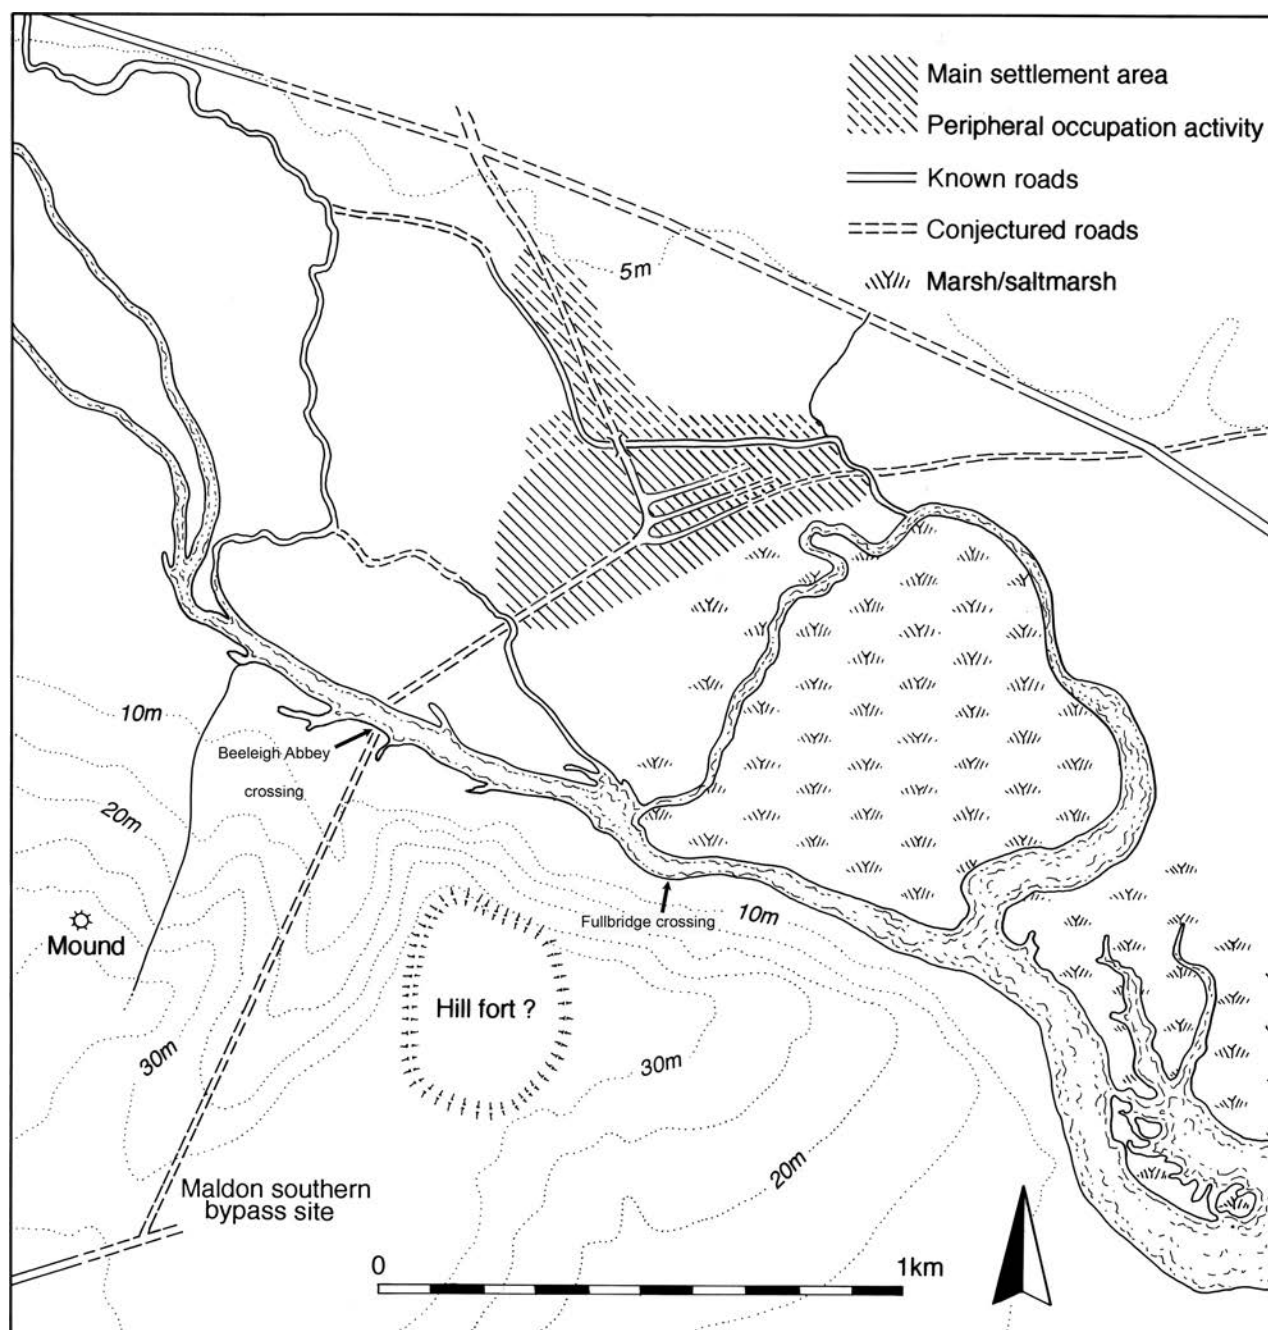 Main settlement area
Peripheral occupation activity
Known roads
Conjectured roads
Marsh/saltmarsh
5m
10m
Beeleigh Abbey
crossing
20m
Mound
Fullbridge crossing
10m
Hill fort ?
30m
30m
20m
Maldon southern
bypass site
0
1km